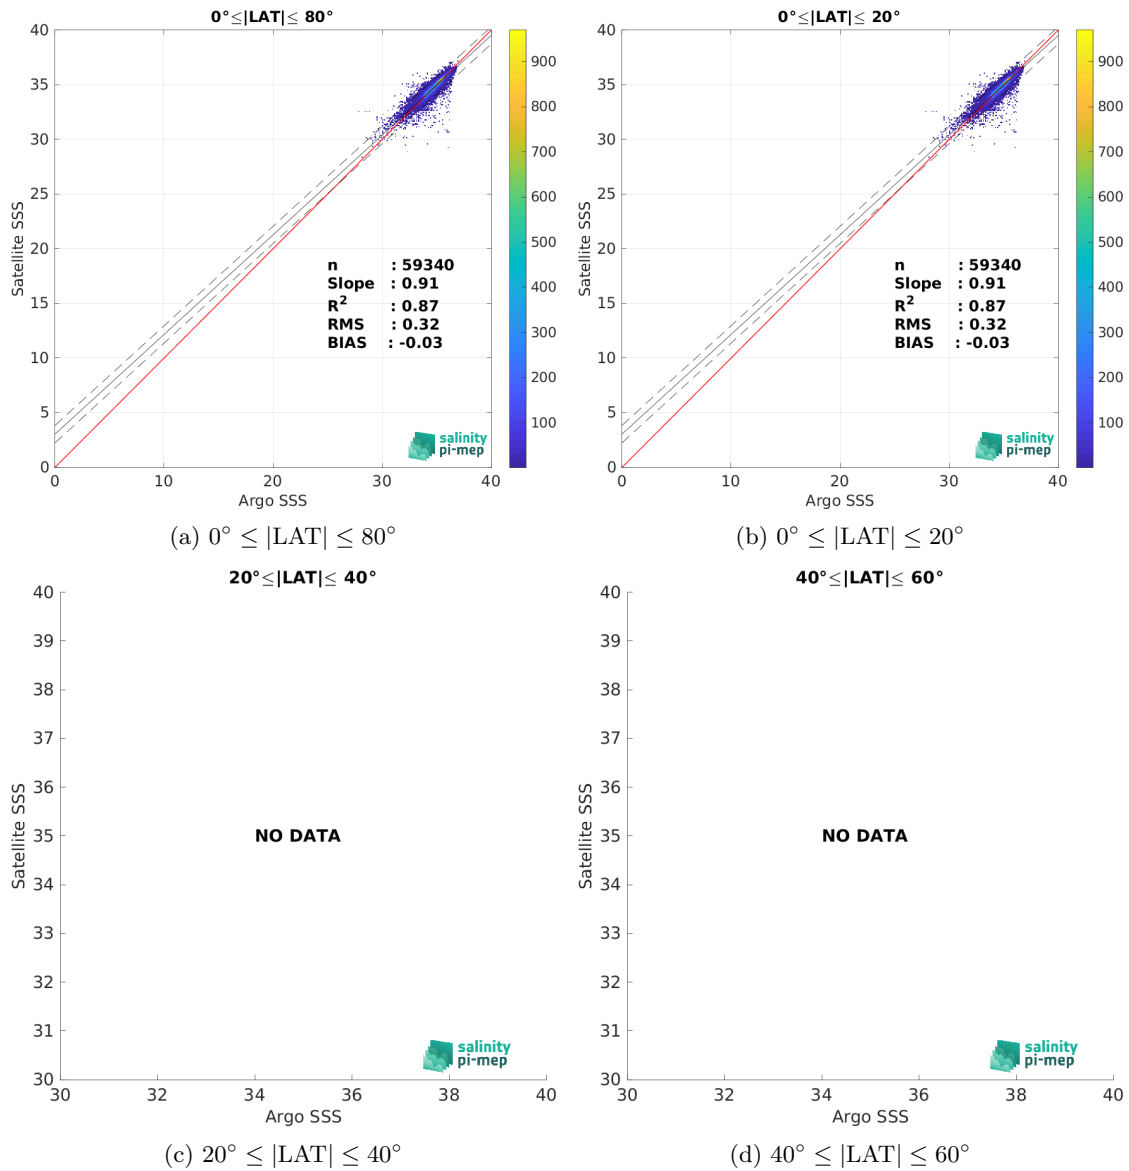 0°≤|LAT|≤ 80°
40
35
30
25
20
15
10
5
0
Satellite SSS
n : 59340
Slope : 0.91
R² : 0.87
RMS : 0.32
BIAS : -0.03
salinity
pi-mep
0 10 20 30 40
Argo SSS
900
800
700
600
500
400
300
200
100
(a) 0° ≤ |LAT| ≤ 80°
0°≤|LAT|≤ 20°
40
35
30
25
20
15
10
5
0
Satellite SSS
n : 59340
Slope : 0.91
R² : 0.87
RMS : 0.32
BIAS : -0.03
salinity
pi-mep
0 10 20 30 40
Argo SSS
900
800
700
600
500
400
300
200
100
(b) 0° ≤ |LAT| ≤ 20°
20°≤|LAT|≤ 40°
40
39
38
37
36
35
34
33
32
31
30
Satellite SSS
NO DATA
salinity
pi-mep
30 32 34 36 38 40
Argo SSS
(c) 20° ≤ |LAT| ≤ 40°
40°≤|LAT|≤ 60°
40
39
38
37
36
35
34
33
32
31
30
Satellite SSS
NO DATA
salinity
pi-mep
30 32 34 36 38 40
Argo SSS
(d) 40° ≤ |LAT| ≤ 60°